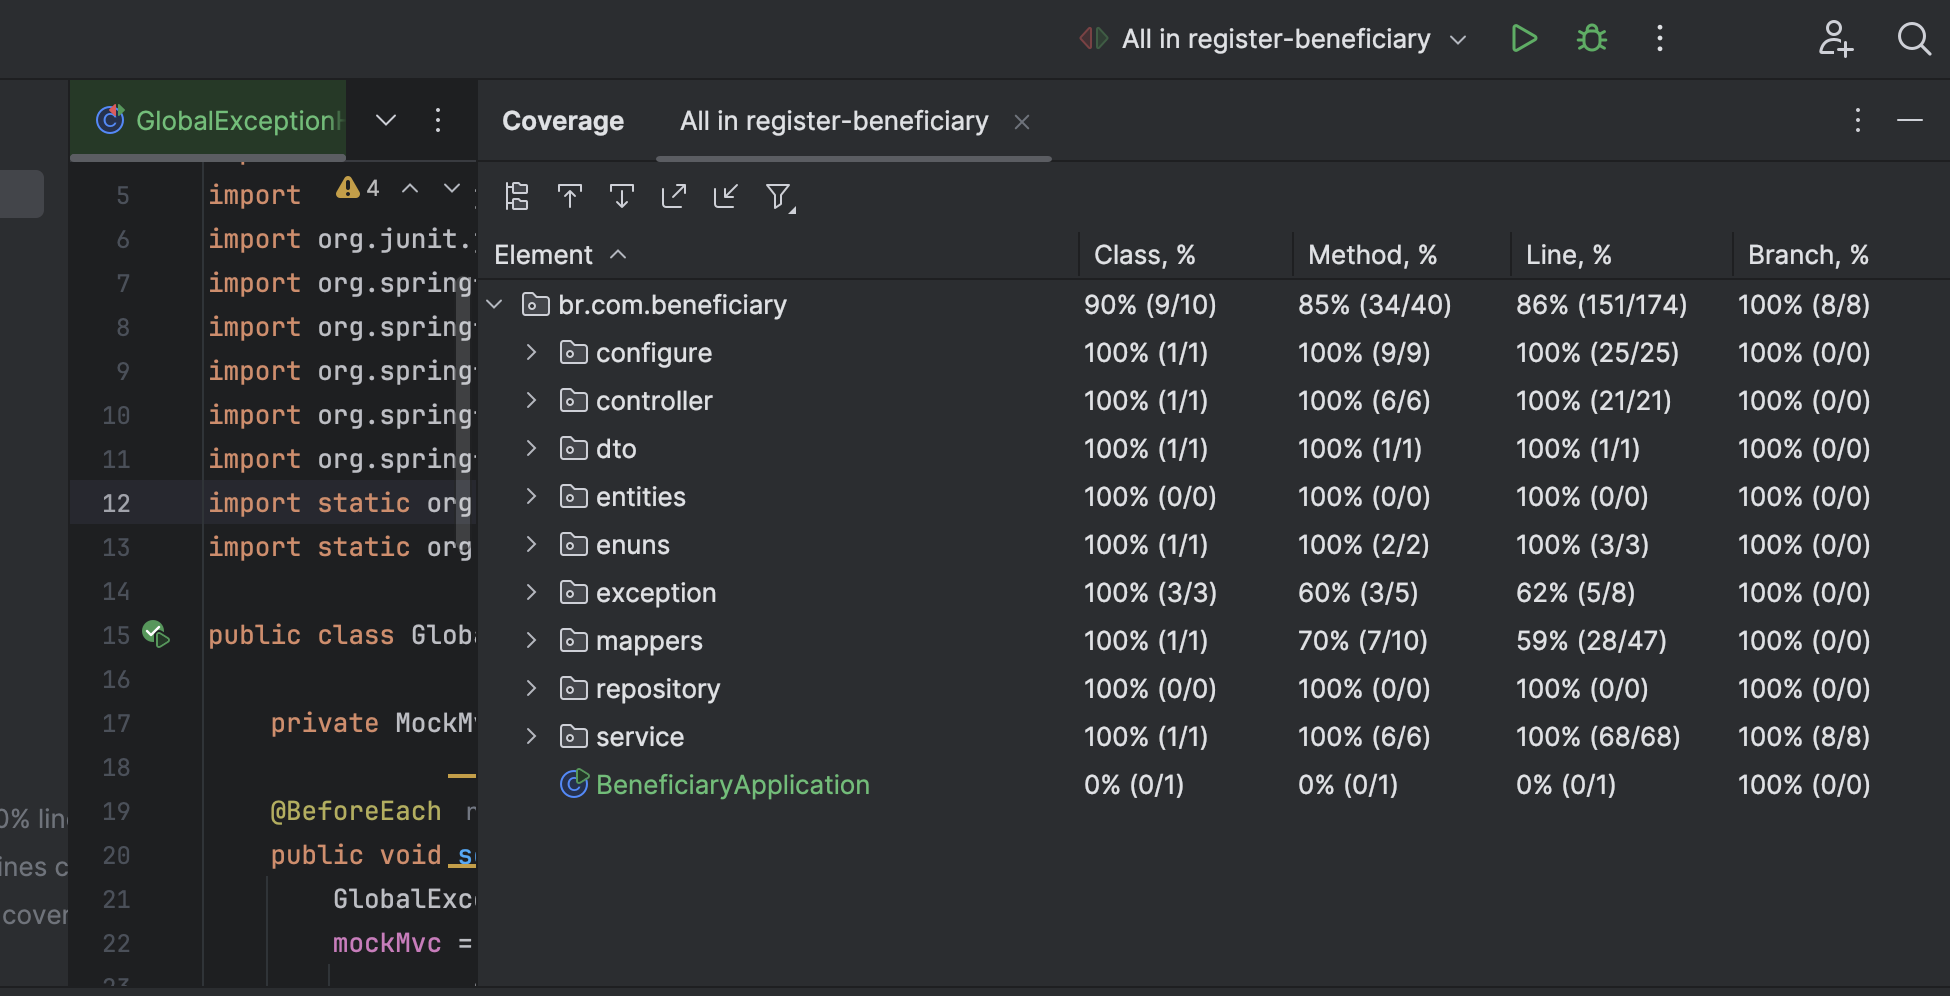 All in register-beneficiary
GlobalException
Coverage
All in register-beneficiary
4
5 import
6 import org.junit.
7 import org.spring
8 import org.spring
9 import org.spring
10 import org.spring
11 import org.spring
12 import static org
13 import static org
14
15 public class Globa
16
17 private MockMv
18
19 @BeforeEach
20 public void se
21 GlobalExc
22 mockMvc =
23
0% lin
ines c
cover
Element Class, % Method, % Line, % Branch, %
br.com.beneficiary 90% (9/10) 85% (34/40) 86% (151/174) 100% (8/8)
configure 100% (1/1) 100% (9/9) 100% (25/25) 100% (0/0)
controller 100% (1/1) 100% (6/6) 100% (21/21) 100% (0/0)
dto 100% (1/1) 100% (1/1) 100% (1/1) 100% (0/0)
entities 100% (0/0) 100% (0/0) 100% (0/0) 100% (0/0)
enuns 100% (1/1) 100% (2/2) 100% (3/3) 100% (0/0)
exception 100% (3/3) 60% (3/5) 62% (5/8) 100% (0/0)
mappers 100% (1/1) 70% (7/10) 59% (28/47) 100% (0/0)
repository 100% (0/0) 100% (0/0) 100% (0/0) 100% (0/0)
service 100% (1/1) 100% (6/6) 100% (68/68) 100% (8/8)
BeneficiaryApplication 0% (0/1) 0% (0/1) 0% (0/1) 100% (0/0)